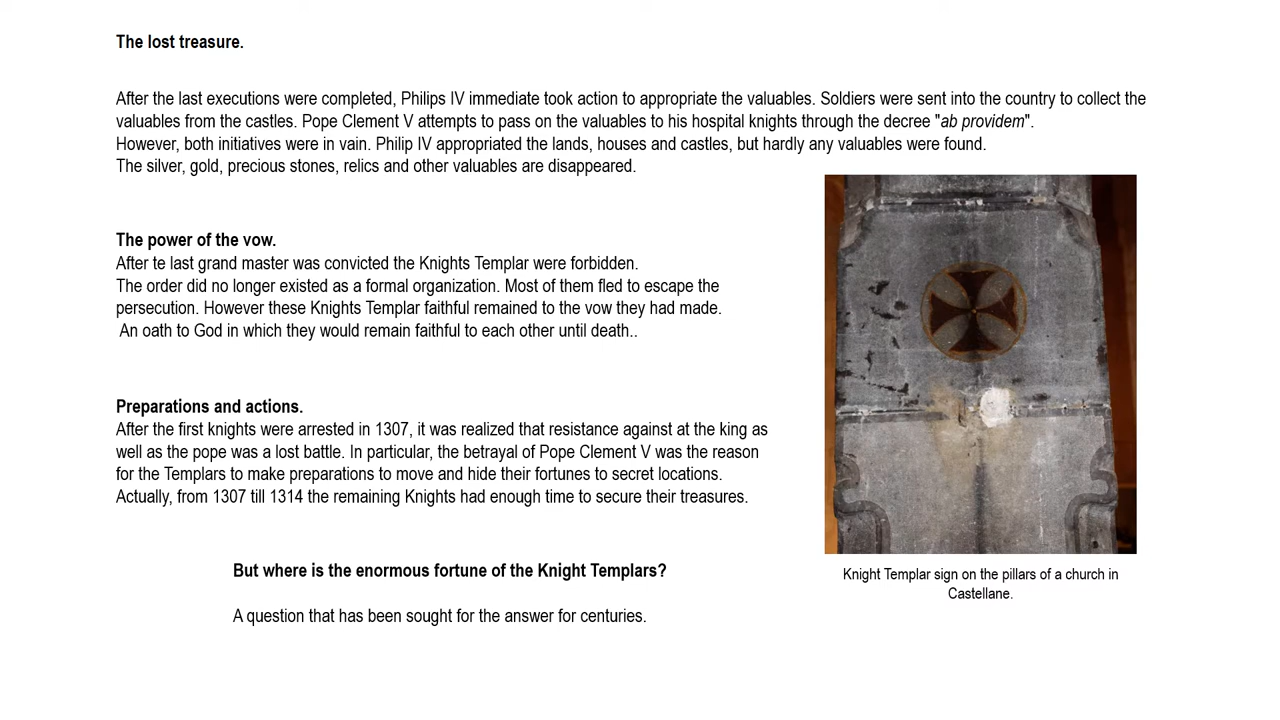 The lost treasure.
After the last executions were completed, Philips IV immediate took action to appropriate the valuables. Soldiers were sent into the country to collect the
valuables from the castles. Pope Clement V attempts to pass on the valuables to his hospital knights through the decree "ab providem".
However, both initiatives were in vain. Philip IV appropriated the lands, houses and castles, but hardly any valuables were found.
The silver, gold, precious stones, relics and other valuables are disappeared.
The power of the vow.
After te last grand master was convicted the Knights Templar were forbidden.
The order did no longer existed as a formal organization. Most of them fled to escape the
persecution. However these Knights Templar faithful remained to the vow they had made.
An oath to God in which they would remain faithful to each other until death..
Preparations and actions.
After the first knights were arrested in 1307, it was realized that resistance against at the king as
well as the pope was a lost battle. In particular, the betrayal of Pope Clement V was the reason
for the Templars to make preparations to move and hide their fortunes to secret locations.
Actually, from 1307 till 1314 the remaining Knights had enough time to secure their treasures.
But where is the enormous fortune of the Knight Templars?
A question that has been sought for the answer for centuries.
Knight Templar sign on the pillars of a church in
Castellane.